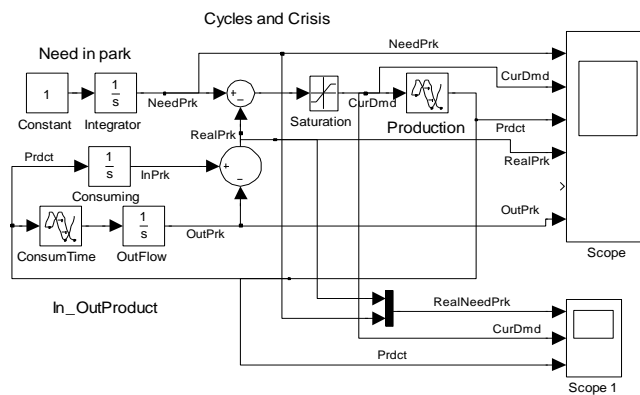 Cycles and Crisis
Need in park
NeedPrk
1
1
s
NeedPrk
+
−
CurDmd
CurDmd
Constant
Integrator
Saturation
Production
Prdct
RealPrk
RealPrk
Prdct
1
s
InPrk
+
−
Consuming
1
s
OutPrk
OutPrk
ConsumTime
OutFlow
Scope
In_OutProduct
RealNeedPrk
CurDmd
Prdct
Scope 1